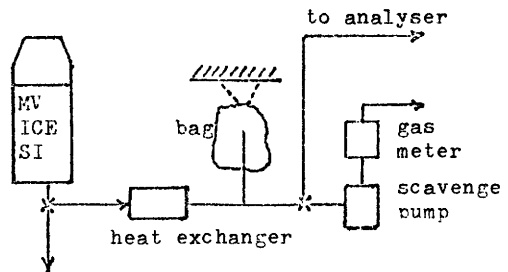 to analyser
MV
ICE
SI
bag
gas
meter
scavenge
pump
heat exchanger